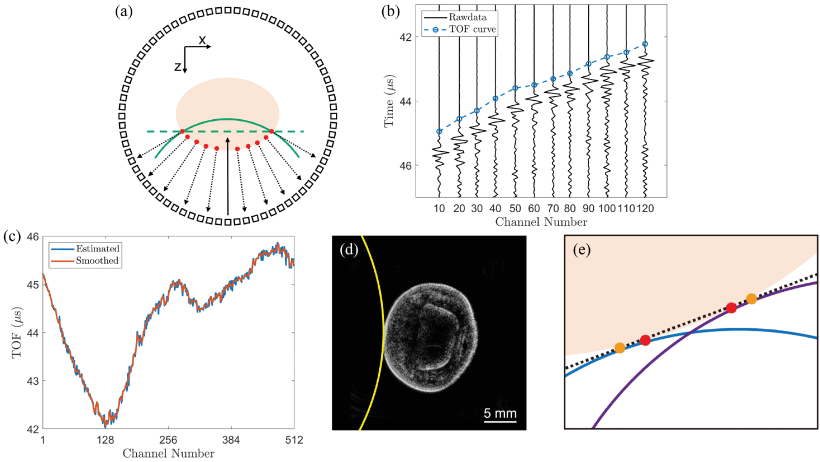 (a)
x
z
(b)
Rawdata
TOF curve
42
44
46
Time (μs)
10 20 30 40 50 60 70 80 90 100 110 120
Channel Number
(c)
Estimated
Smoothed
46
45
44
43
42
TOF (μs)
1 128 256 384 512
Channel Number
(d)
5 mm
(e)